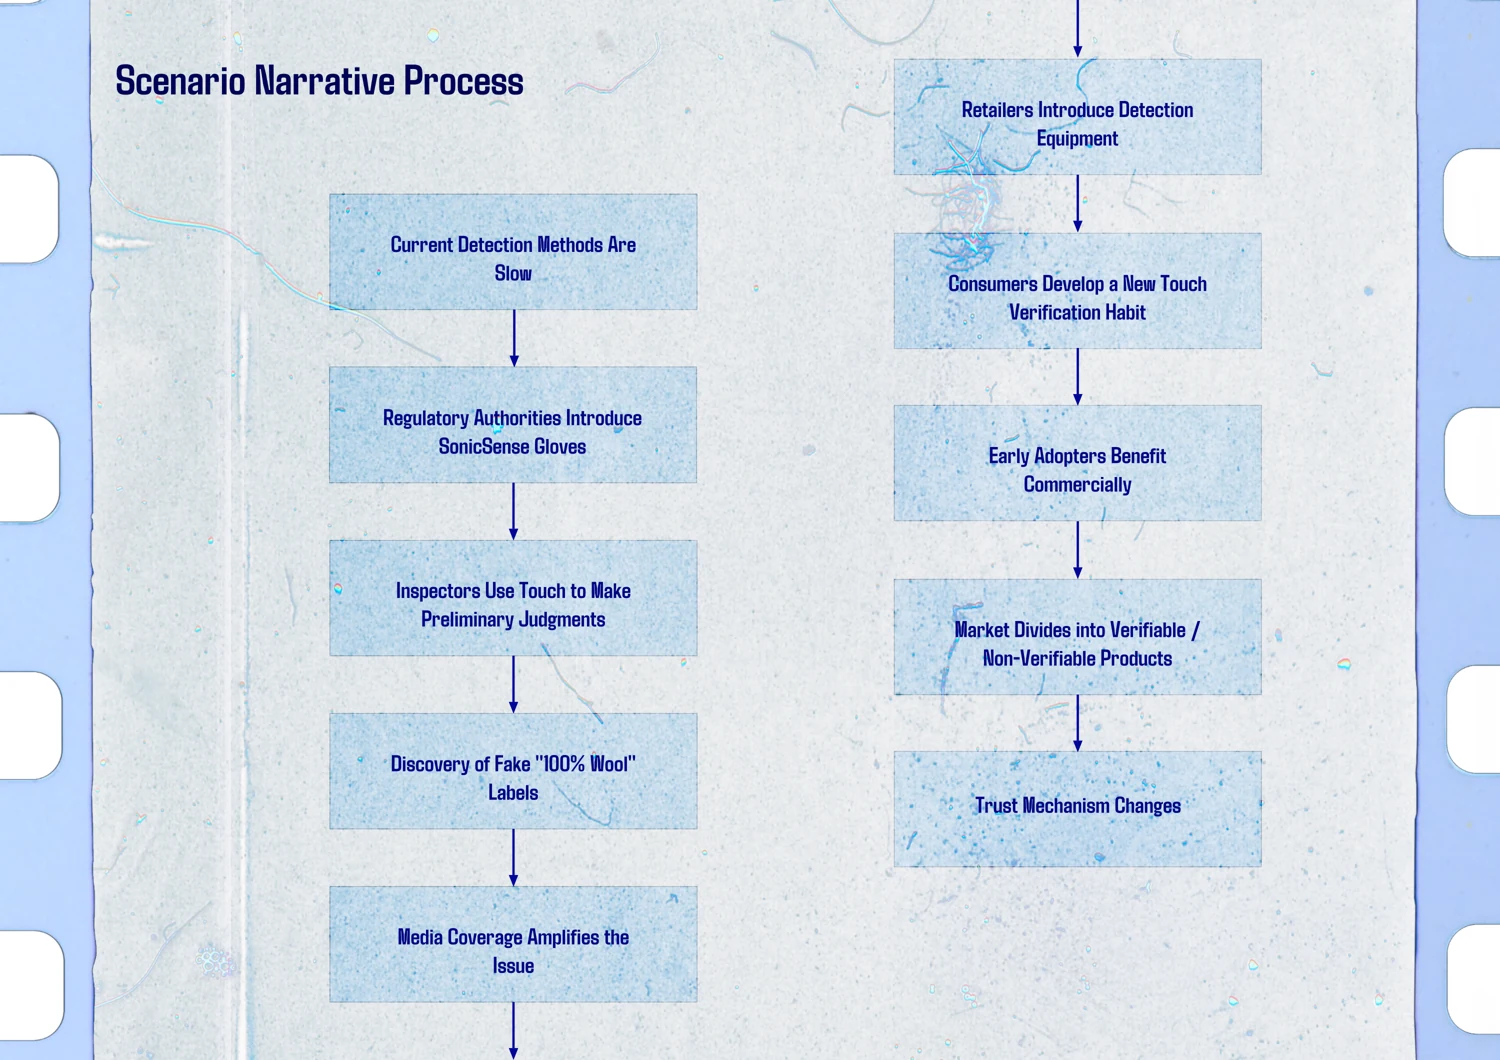 Scenario Narrative Process
Current Detection Methods Are
Slow
Regulatory Authorities Introduce
SonicSense Gloves
Inspectors Use Touch to Make
Preliminary Judgments
Discovery of Fake "100% Wool"
Labels
Media Coverage Amplifies the
Issue
Retailers Introduce Detection
Equipment
Consumers Develop a New Touch
Verification Habit
Early Adopters Benefit
Commercially
Market Divides into Verifiable /
Non-Verifiable Products
Trust Mechanism Changes